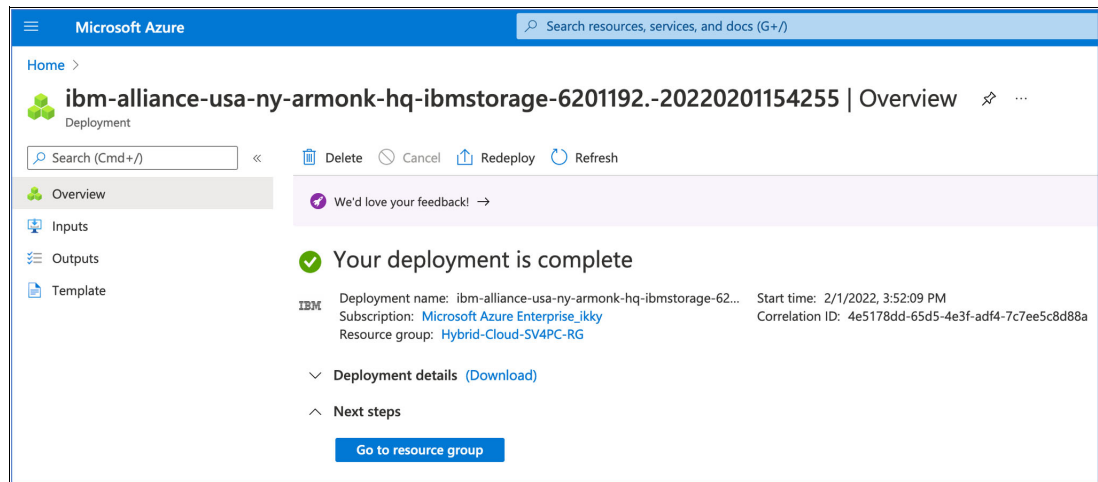 Microsoft Azure
Search resources, services, and docs (G+/)
Home >
ibm-alliance-usa-ny-armonk-hq-ibmstorage-6201192.-20220201154255 | Overview ...
Deployment
Search (Cmd+/) «
Delete Cancel Redeploy Refresh
Overview
We'd love your feedback! →
Inputs
Outputs
Template
Your deployment is complete
IBM
Deployment name: ibm-alliance-usa-ny-armonk-hq-ibmstorage-62... Start time: 2/1/2022, 3:52:09 PM
Subscription: Microsoft Azure Enterprise_ikky Correlation ID: 4e5178dd-65d5-4e3f-adf4-7c7ee5c8d88a
Resource group: Hybrid-Cloud-SV4PC-RG
Deployment details (Download)
Next steps
Go to resource group